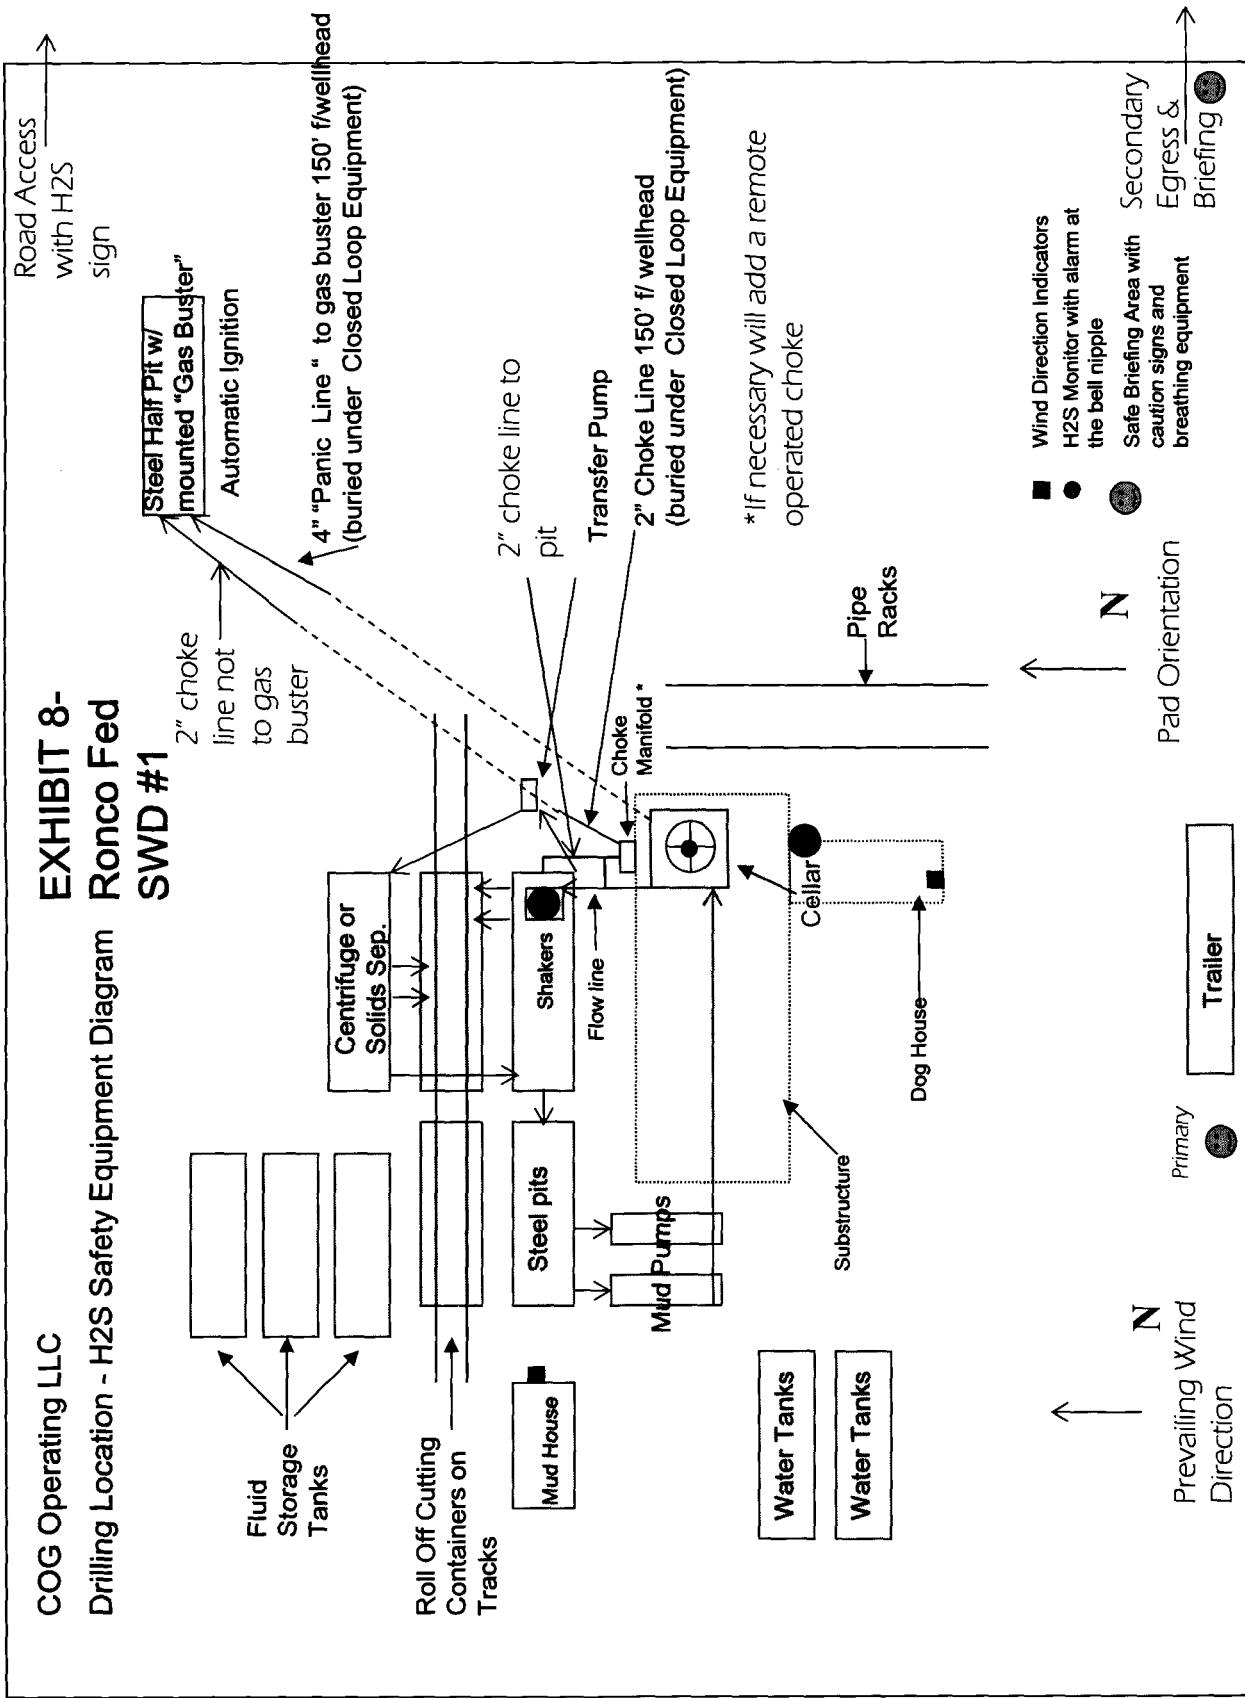 COG Operating LLC
Drilling Location - H2S Safety Equipment Diagram
EXHIBIT 8-
Ronco Fed
SWD #1
Road Access
with H2S
sign
Steel Half Pit w/
mounted "Gas Buster"
Automatic Ignition
2" choke
line not
to gas
buster
4" "Panic Line" to gas buster 150' f/wellhead
(buried under Closed Loop Equipment)
Fluid
Storage
Tanks
Centrifuge or
Solids Sep.
Roll Off Cutting
Containers on
Tracks
2" choke line to
pit
Transfer Pump
2" Choke Line 150' f/ wellhead
(buried under Closed Loop Equipment)
Mud House
Steel pits
Shakers
Flow line
Choke
Manifold *
*If necessary will add a remote
operated choke
Mud Pumps
Water Tanks
Water Tanks
Cellar
Pipe
Racks
Substructure
Dog House
Wind Direction Indicators
H2S Monitor with alarm at
the bell nipple
Safe Briefing Area with
caution signs and
breathing equipment
N
Prevailing Wind
Direction
N
Pad Orientation
Primary
Trailer
Secondary
Egress &
Briefing